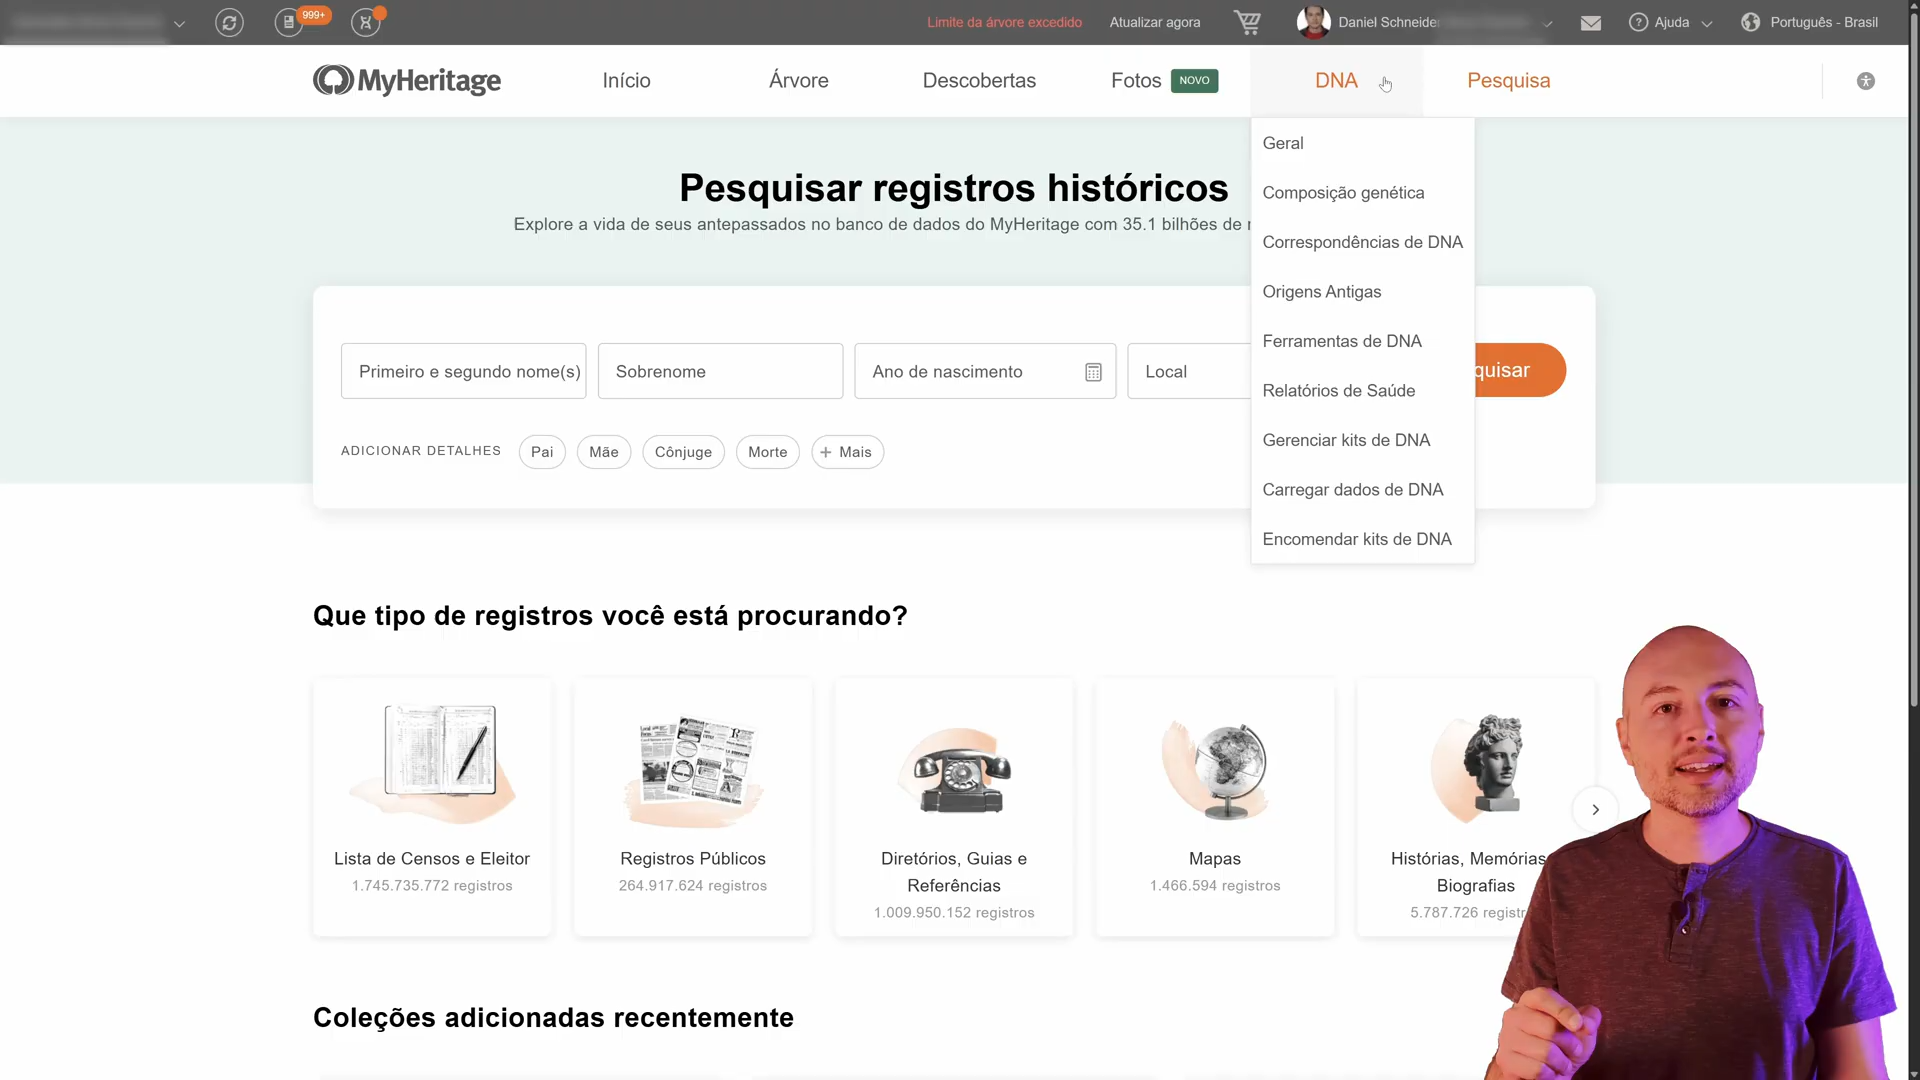 999+
Limite da árvore excedido
Atualizar agora
Daniel Schneider
Ajuda
Português - Brasil
MyHeritage
Início
Árvore
Descobertas
Fotos NOVO
DNA
Pesquisa
Geral
Composição genética
Correspondências de DNA
Origens Antigas
Ferramentas de DNA
Relatórios de Saúde
Gerenciar kits de DNA
Carregar dados de DNA
Encomendar kits de DNA
Pesquisar registros históricos
Explore a vida de seus antepassados no banco de dados do MyHeritage com 35.1 bilhões de
Primeiro e segundo nome(s)
Sobrenome
Ano de nascimento
Local
quisar
ADICIONAR DETALHES
Pai
Mãe
Cônjuge
Morte
+ Mais
Que tipo de registros você está procurando?
Lista de Censos e Eleitor
1.745.735.772 registros
Registros Públicos
264.917.624 registros
Diretórios, Guias e
Referências
1.009.950.152 registros
Mapas
1.466.594 registros
Histórias, Memórias
Biografias
5.787.726 registr
Coleções adicionadas recentemente